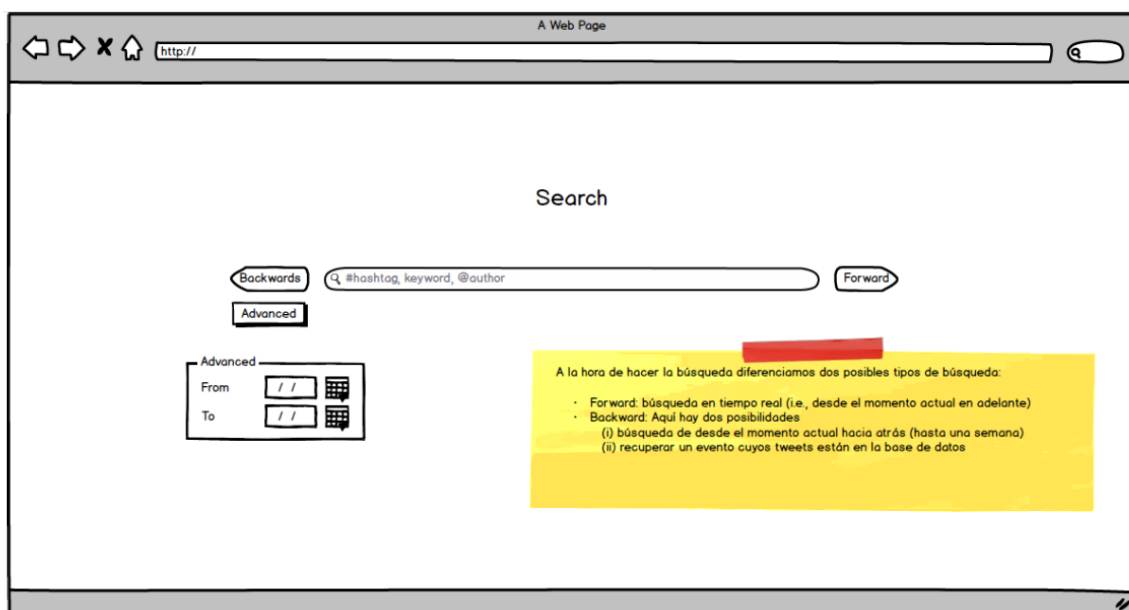 A Web Page
http://
Search
Backwards
#hashtag, keyword, @author
Forward
Advanced
Advanced
From
/ /
To
/ /
A la hora de hacer la búsqueda diferenciamos dos posibles tipos de búsqueda:
· Forward: búsqueda en tiempo real (i.e., desde el momento actual en adelante)
· Backward: Aquí hay dos posibilidades
(i) búsqueda de desde el momento actual hacia atrás (hasta una semana)
(ii) recuperar un evento cuyos tweets están en la base de datos